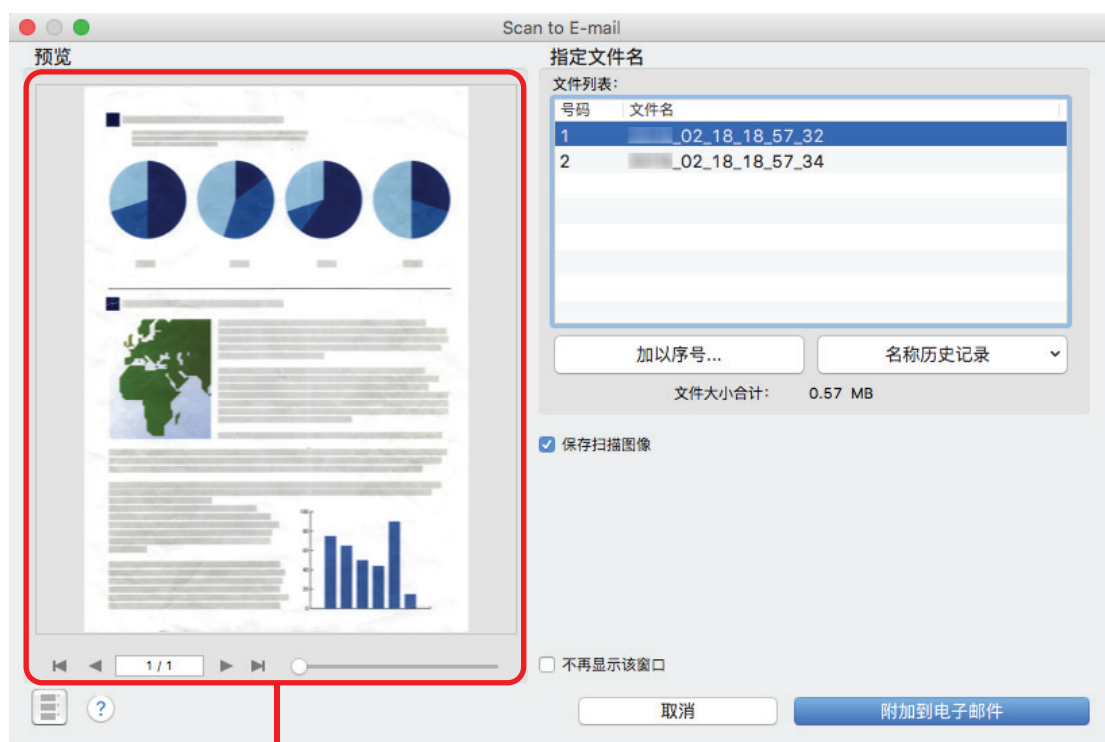 Scan to E-mail
预览
1 / 1
?
指定文件名
文件列表:
号码 文件名
1 _02_18_18_57_32
2 _02_18_18_57_34
加以序号... 名称历史记录
文件大小合计: 0.57 MB
保存扫描图像
不再显示该窗口
取消 附加到电子邮件